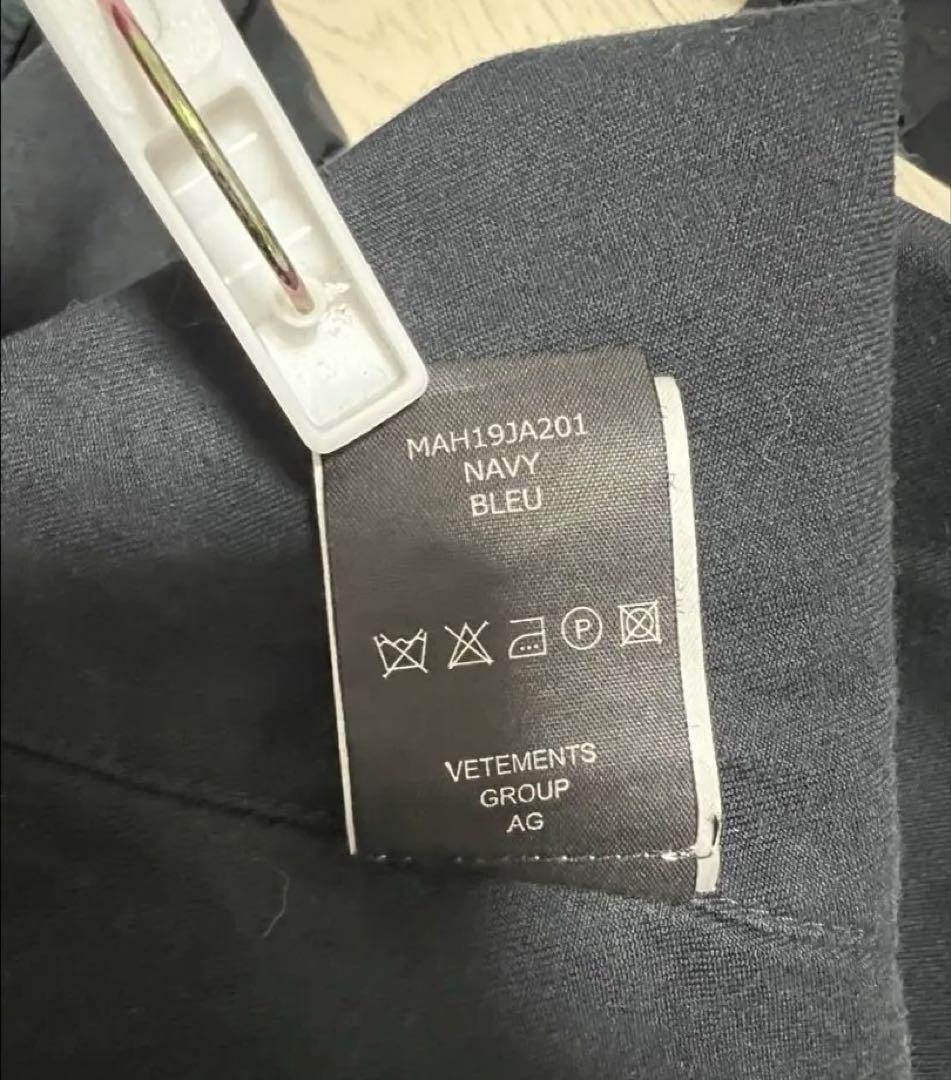 MAH19JA201
NAVY
BLEU
P
VETEMENTS
GROUP
AG